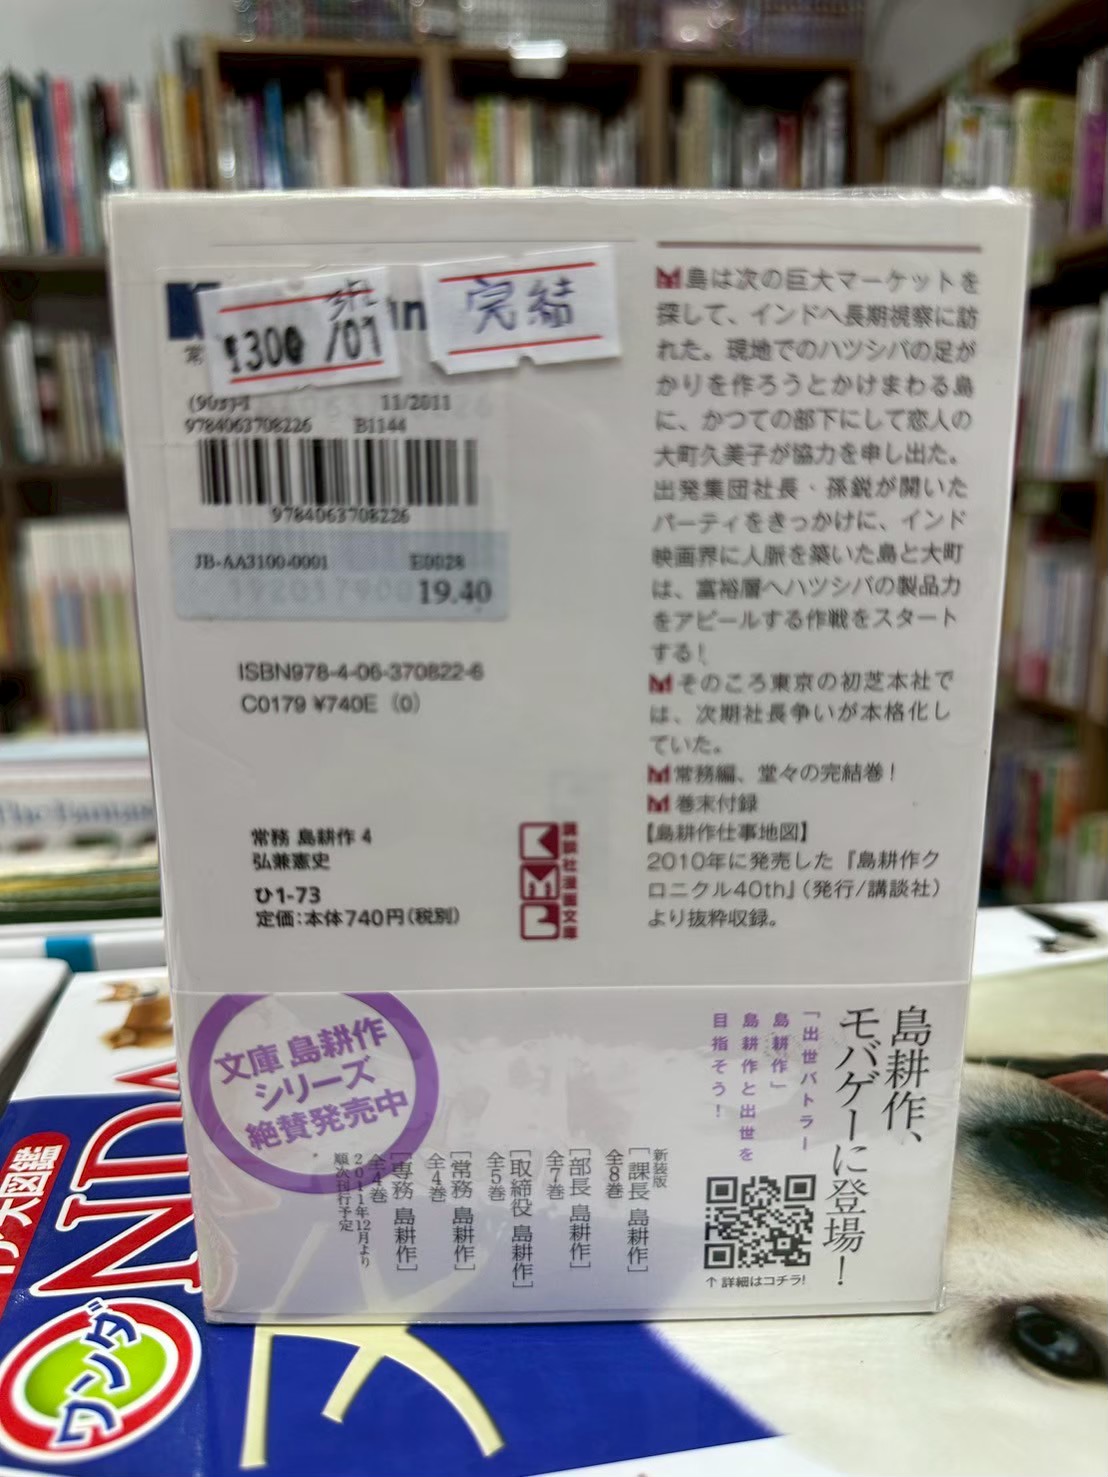 完結
(903)-1 11/2011
9784063708226 B1144
9784063708226
JB-AA3100-0001 E0028
19.40
ISBN978-4-06-370822-6
C0179 ¥740E (0)
常務 島耕作 4
弘兼憲史
ひ1-73
定価：本体740円(税別)
講談社漫画文庫
島は次の巨大マーケットを
探して、インドへ長期視察に訪
れた。現地でのハツシバの足が
かりを作ろうとかけまわる島
に、かつての部下にして恋人の
大町久美子が協力を申し出た。
出発集団社長・孫鋭が開いた
パーティをきっかけに、インド
映画界に人脈を築いた島と大町
は、富裕層へハツシバの製品力
をアピールする作戦をスタート
する！
そのころ東京の初芝本社で
は、次期社長争いが本格化し
ていた。
常務編、堂々の完結巻！
巻末付録
【島耕作仕事地図】
2010年に発売した『島耕作ク
ロニクル40th』（発行/講談社）
より抜粋収録。
島耕作、
モバゲーに登場！
「出世バトラー
島耕作」
島耕作と出世を
目指そう！
↑詳細はコチラ!
新装版
[課長 島耕作]
全8巻
[部長 島耕作]
全7巻
[取締役 島耕作]
全5巻
[常務 島耕作]
全4巻
[専務 島耕作]
全4巻
2011年12月より
順次刊行予定
文庫 島耕作
シリーズ
絶賛発売中
ワンダ
大図鑑